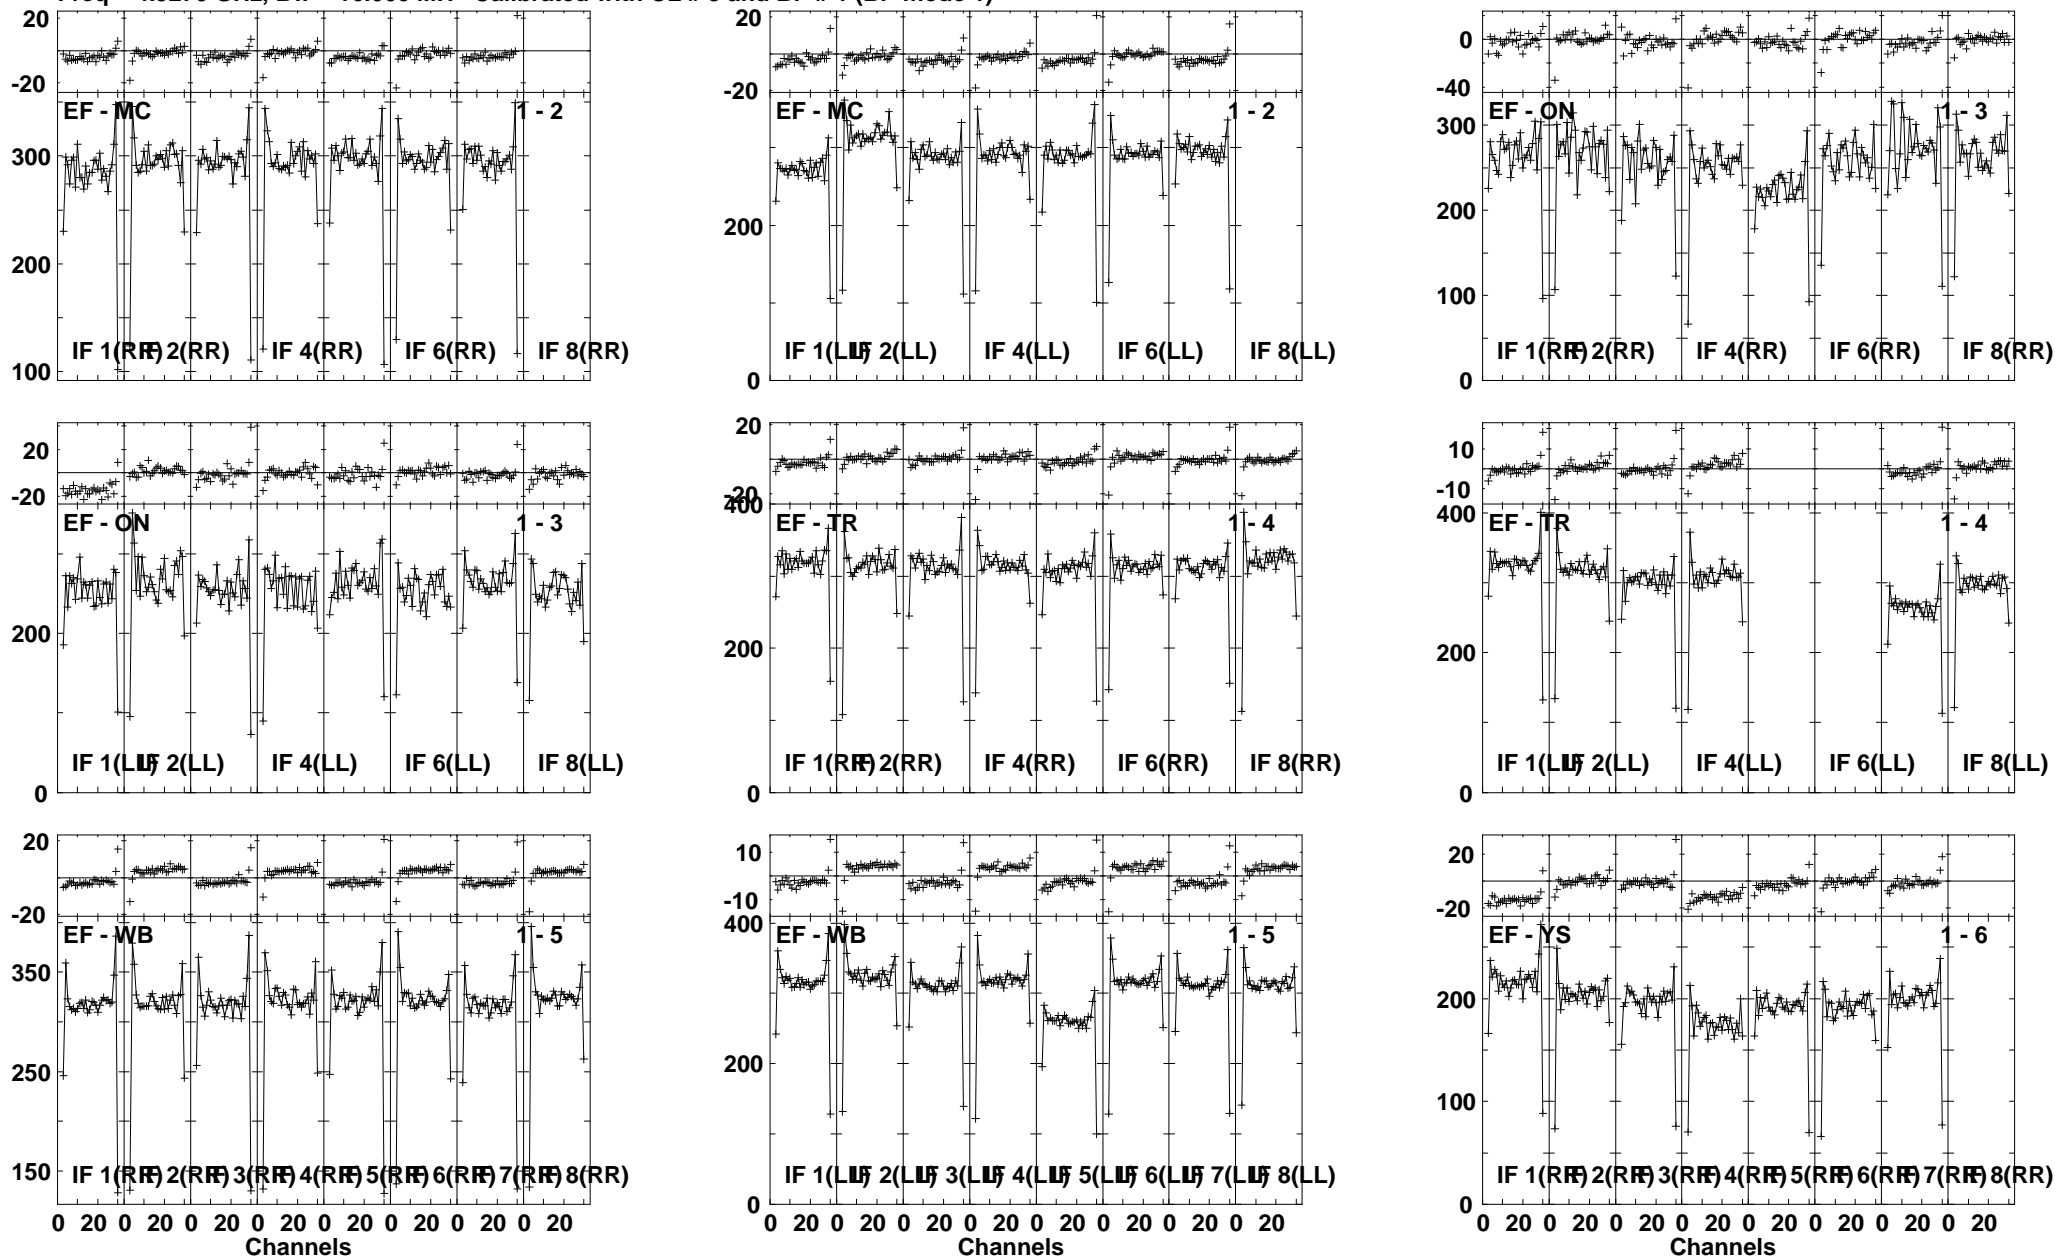 20
-20
EF - MC 1 - 2
300
200
100
IF 1(RR) IF 2(RR) IF 4(RR) IF 6(RR) IF 8(RR)
20
-20
EF - MC 1 - 2
200
0
IF 1(LL) IF 2(LL) IF 4(LL) IF 6(LL) IF 8(LL)
0
-40
EF - ON 1 - 3
300
200
100
0
IF 1(RR) IF 2(RR) IF 4(RR) IF 6(RR) IF 8(RR)
20
-20
EF - ON 1 - 3
200
0
IF 1(LL) IF 2(LL) IF 4(LL) IF 6(LL) IF 8(LL)
20
-20
400
EF - TR 1 - 4
200
0
IF 1(RR) IF 2(RR) IF 4(RR) IF 6(RR) IF 8(RR)
10
-10
400
EF - TR 1 - 4
200
0
IF 1(LL) IF 2(LL) IF 4(LL) IF 6(LL) IF 8(LL)
20
-20
EF - WB 1 - 5
350
250
150
IF 1(RR) IF 2(RR) IF 3(RR) IF 4(RR) IF 5(RR) IF 6(RR) IF 7(RR) IF 8(RR)
0 20 0 20 0 20 0 20 0 20 0 20 0 20 0 20
Channels
10
-10
400
EF - WB 1 - 5
200
0
IF 1(LL) IF 2(LL) IF 3(LL) IF 4(LL) IF 5(LL) IF 6(LL) IF 7(LL) IF 8(LL)
0 20 0 20 0 20 0 20 0 20 0 20 0 20 0 20
Channels
20
-20
EF - YS 1 - 6
200
100
0
IF 1(RR) IF 2(RR) IF 3(RR) IF 4(RR) IF 5(RR) IF 6(RR) IF 7(RR) IF 8(RR)
0 20 0 20 0 20 0 20 0 20 0 20 0 20 0 20
Channels